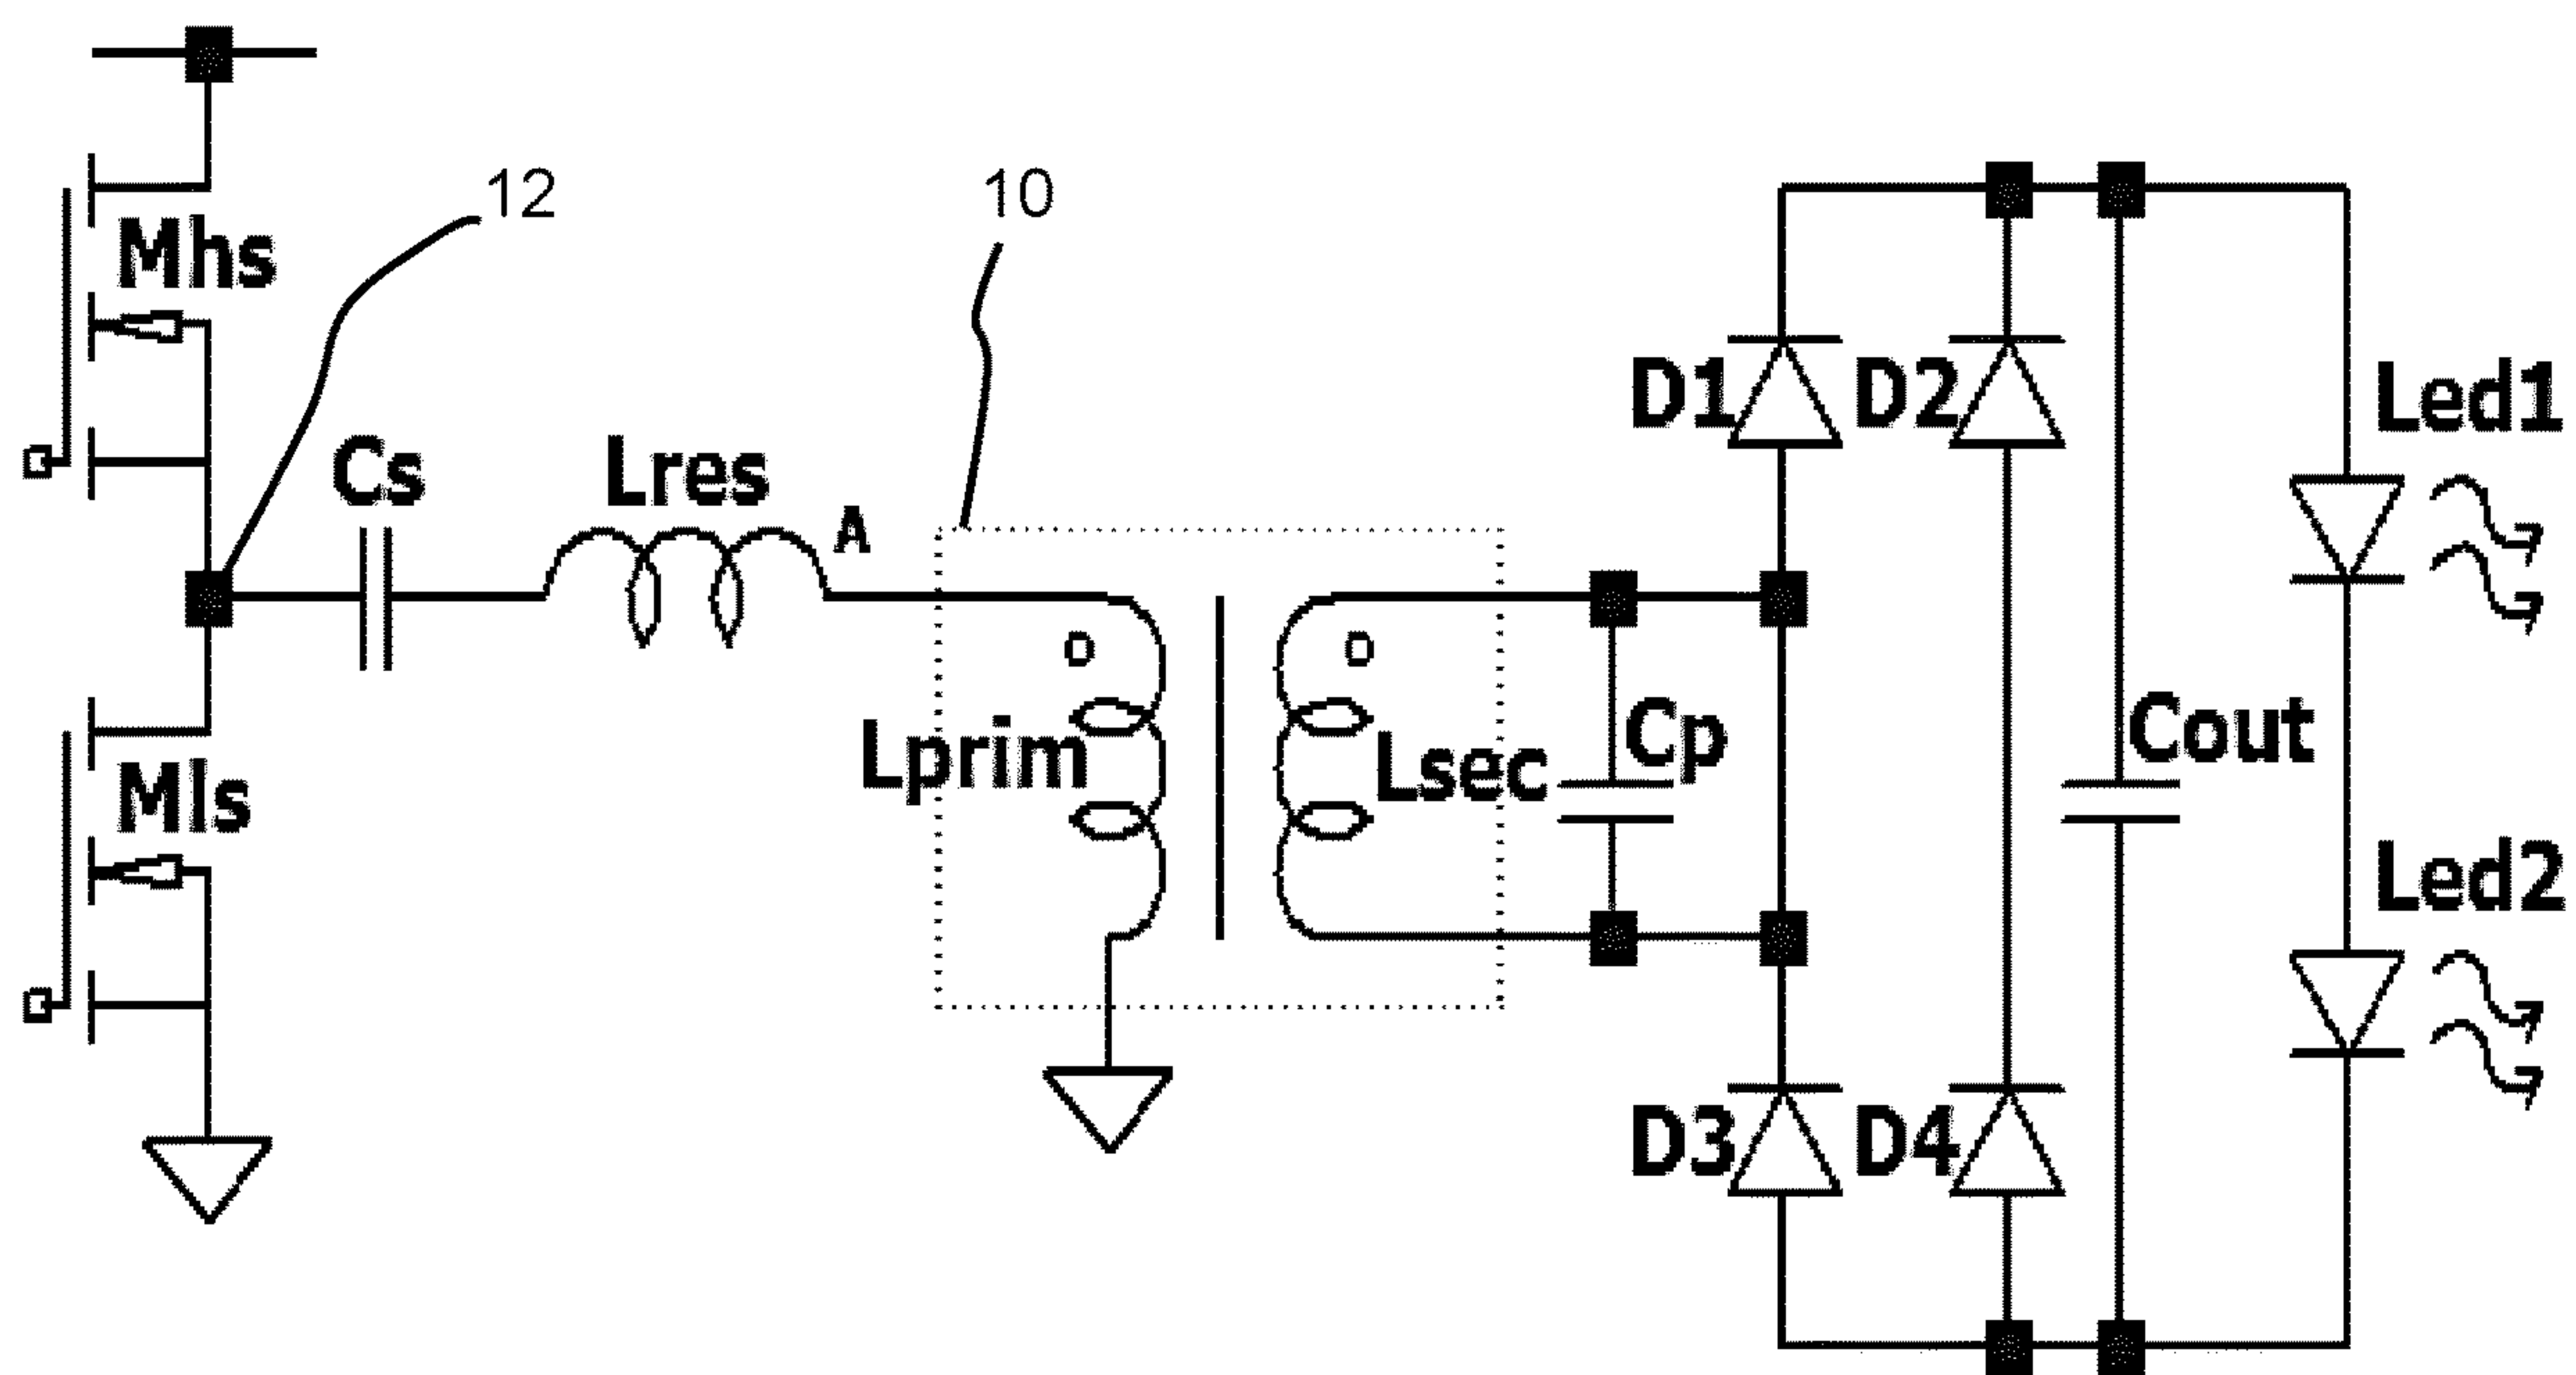 12
10
Mhs
Cs
Lres
A
D1
D2
Led1
Mls
Lprim
Lsec
Cp
Cout
Led2
D3
D4